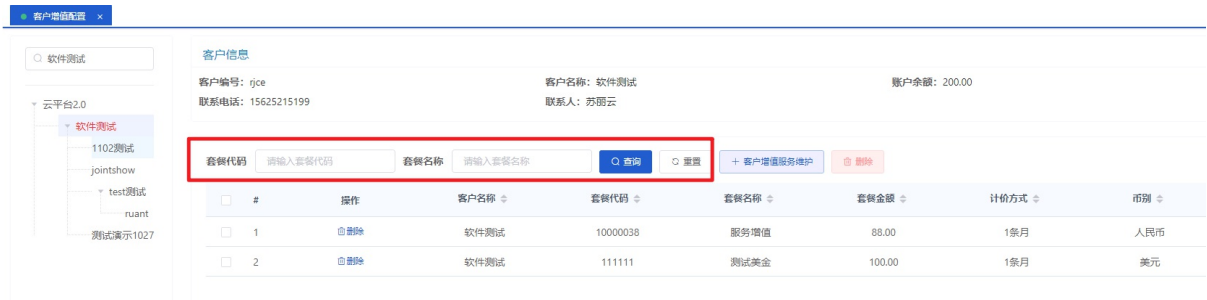 客户增值配置 ×
软件测试
云平台2.0
软件测试
1102测试
jointshow
test测试
ruant
测试演示1027
客户信息
客户编号：rjce 客户名称：软件测试 账户余额：200.00
联系电话：15625215199 联系人：苏丽云
套餐代码 请输入套餐代码 套餐名称 请输入套餐名称 查询 重置 + 客户增值服务维护 删除
# 操作 客户名称 套餐代码 套餐名称 套餐金额 计价方式 币别
1 删除 软件测试 10000038 服务增值 88.00 1条月 人民币
2 删除 软件测试 111111 测试美金 100.00 1条月 美元